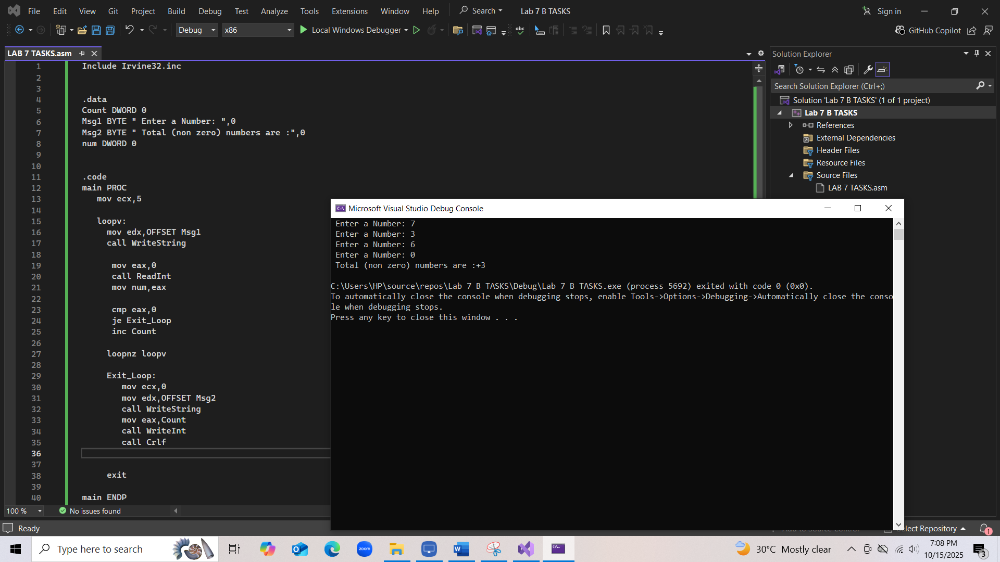 File Edit View Git Project Build Debug Test Analyze Tools Extensions Window Help Search Lab 7 B TASKS Sign in
Debug x86 Local Windows Debugger GitHub Copilot
LAB 7 TASKS.asm
1 Include Irvine32.inc
2
3
4 .data
5 Count DWORD 0
6 Msg1 BYTE " Enter a Number: ",0
7 Msg2 BYTE " Total (non zero) numbers are :",0
8 num DWORD 0
9
10
11 .code
12 main PROC
13 mov ecx,5
14
15 loopv:
16 mov edx,OFFSET Msg1
17 call WriteString
18
19 mov eax,0
20 call ReadInt
21 mov num,eax
22
23 cmp eax,0
24 je Exit_Loop
25 inc Count
26
27 loopnz loopv
28
29 Exit_Loop:
30 mov ecx,0
31 mov edx,OFFSET Msg2
32 call WriteString
33 mov eax,Count
34 call WriteInt
35 call Crlf
36
37
38 exit
39
40 main ENDP
100 % No issues found
Solution Explorer
Search Solution Explorer (Ctrl+;)
Solution 'Lab 7 B TASKS' (1 of 1 project)
Lab 7 B TASKS
References
External Dependencies
Header Files
Resource Files
Source Files
LAB 7 TASKS.asm
Microsoft Visual Studio Debug Console
Enter a Number: 7
Enter a Number: 3
Enter a Number: 6
Enter a Number: 0
Total (non zero) numbers are :+3
C:\Users\HP\source\repos\Lab 7 B TASKS\Debug\Lab 7 B TASKS.exe (process 5692) exited with code 0 (0x0).
To automatically close the console when debugging stops, enable Tools->Options->Debugging->Automatically close the conso
le when debugging stops.
Press any key to close this window . . .
Ready elect Repository 1
Type here to search zoom 30°C Mostly clear 7:08 PM
10/15/2025 3